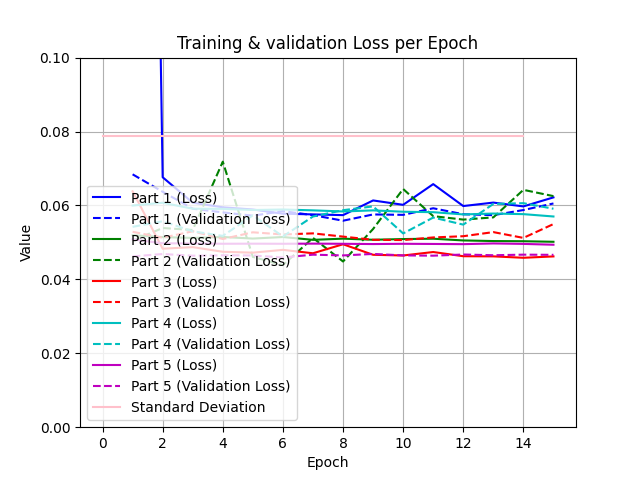 Training & validation Loss per Epoch
0.10
0.08
0.06
0.04
0.02
0.00
Value
Part 1 (Loss)
Part 1 (Validation Loss)
Part 2 (Loss)
Part 2 (Validation Loss)
Part 3 (Loss)
Part 3 (Validation Loss)
Part 4 (Loss)
Part 4 (Validation Loss)
Part 5 (Loss)
Part 5 (Validation Loss)
Standard Deviation
0 2 4 6 8 10 12 14
Epoch